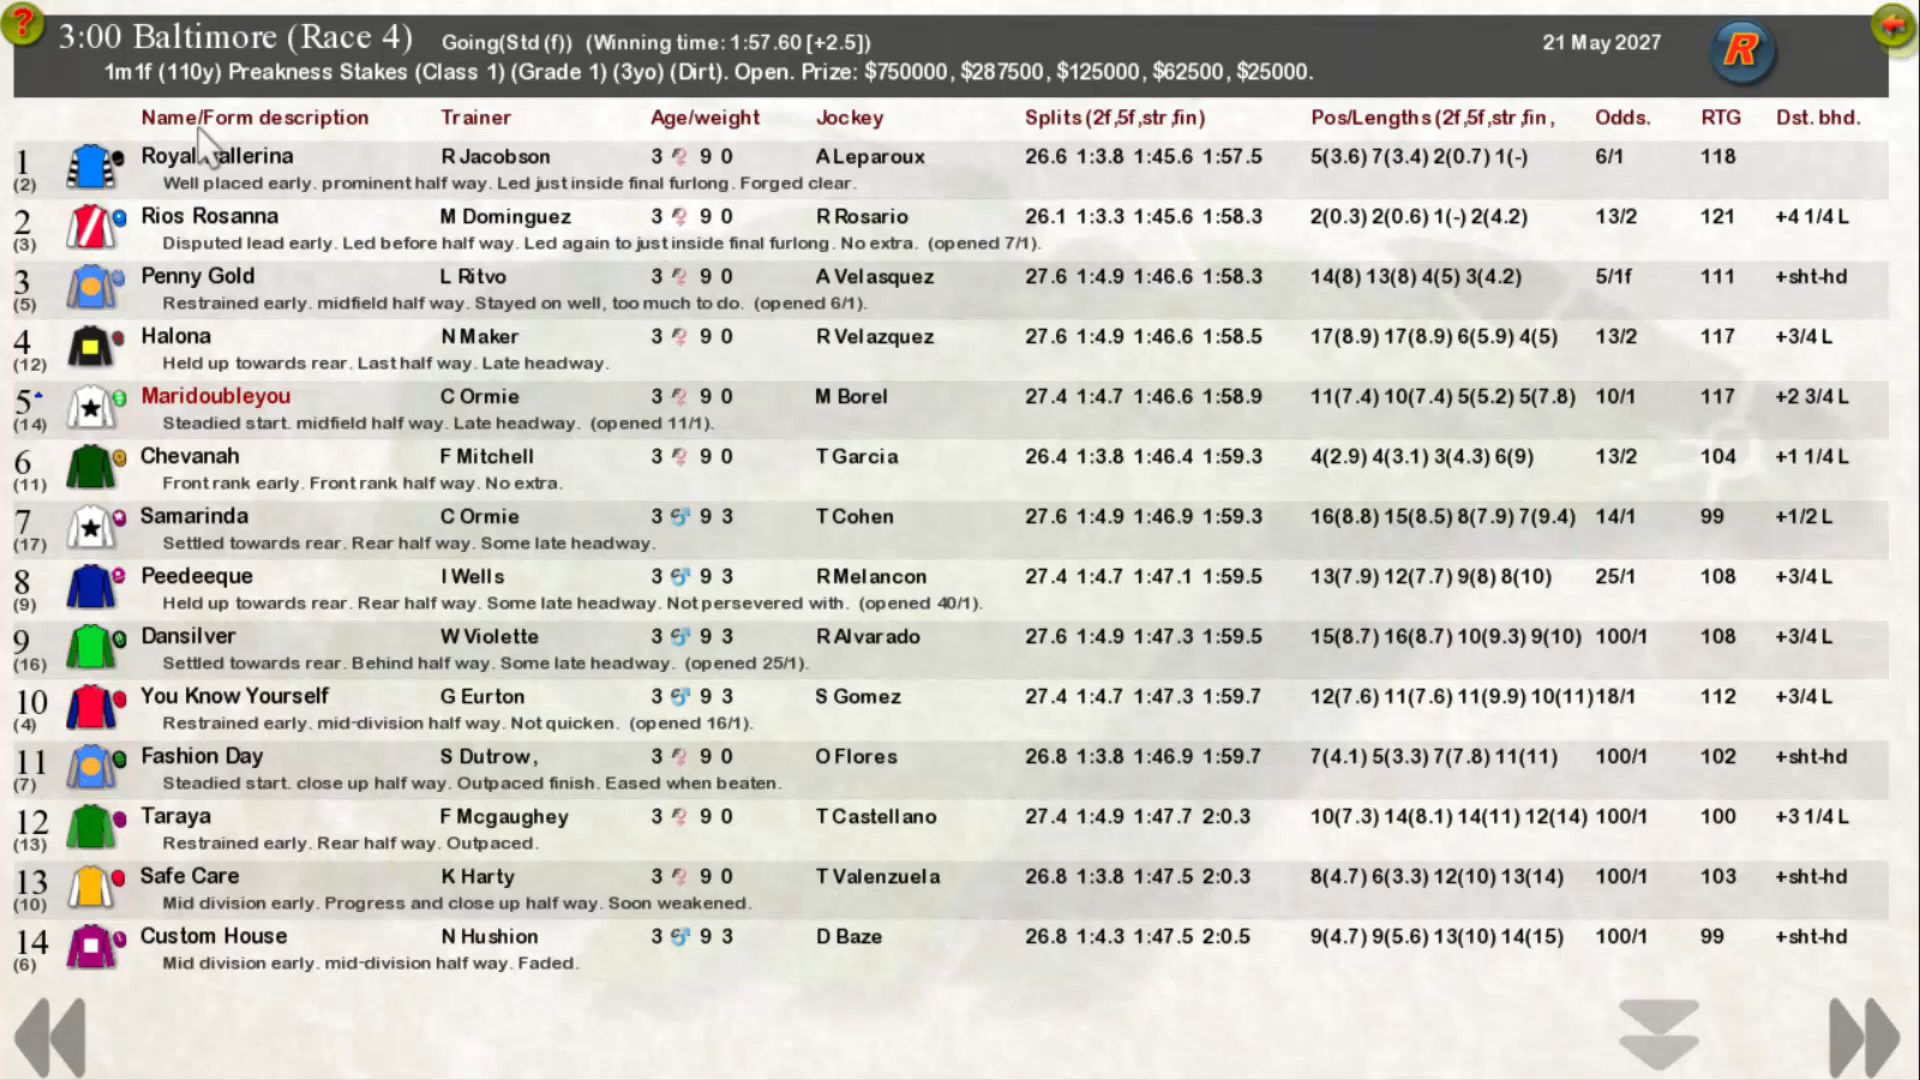 3:00 Baltimore (Race 4) Going(Std (f)) (Winning time: 1:57.60 [+2.5]) 21 May 2027 R
1m1f (110y) Preakness Stakes (Class 1) (Grade 1) (3yo) (Dirt). Open. Prize: $750000, $287500, $125000, $62500, $25000.
Name/Form description Trainer Age/weight Jockey Splits (2f,5f,str,fin) Pos/Lengths (2f,5f,str,fin, Odds. RTG Dst. bhd.
1 Royal R Jacobson 3 9 0 A Leparoux 26.6 1:3.8 1:45.6 1:57.5 5(3.6) 7(3.4) 2(0.7) 1(-) 6/1 118
(2) Well placed early. prominent half way. Led just inside final furlong. Forged clear.
2 Rios Rosanna M Dominguez 3 9 0 R Rosario 26.1 1:3.3 1:45.6 1:58.3 2(0.3) 2(0.6) 1(-) 2(4.2) 13/2 121 +4 1/4 L
(3) Disputed lead early. Led before half way. Led again to just inside final furlong. No extra. (opened 7/1).
3 Penny Gold L Ritvo 3 9 0 A Velasquez 27.6 1:4.9 1:46.6 1:58.3 14(8) 13(8) 4(5) 3(4.2) 5/1f 111 +sht-hd
(5) Restrained early. midfield half way. Stayed on well, too much to do. (opened 6/1).
4 Halona N Maker 3 9 0 R Velazquez 27.6 1:4.9 1:46.6 1:58.5 17(8.9) 17(8.9) 6(5.9) 4(5) 13/2 117 +3/4 L
(12) Held up towards rear. Last half way. Late headway.
5 Maridoubleyou C Ormie 3 9 0 M Borel 27.4 1:4.7 1:46.6 1:58.9 11(7.4) 10(7.4) 5(5.2) 5(7.8) 10/1 117 +2 3/4 L
(14) Steadied start. midfield half way. Late headway. (opened 11/1).
6 Chevanah F Mitchell 3 9 0 T Garcia 26.4 1:3.8 1:46.4 1:59.3 4(2.9) 4(3.1) 3(4.3) 6(9) 13/2 104 +1 1/4 L
(11) Front rank early. Front rank half way. No extra.
7 Samarinda C Ormie 3 9 3 T Cohen 27.6 1:4.9 1:46.9 1:59.3 16(8.8) 15(8.5) 8(7.9) 7(9.4) 14/1 99 +1/2 L
(17) Settled towards rear. Rear half way. Some late headway.
8 Peedeeque I Wells 3 9 3 R Melancon 27.4 1:4.7 1:47.1 1:59.5 13(7.9) 12(7.7) 9(8) 8(10) 25/1 108 +3/4 L
(9) Held up towards rear. Rear half way. Some late headway. Not persevered with. (opened 40/1).
9 Dansilver W Violette 3 9 3 R Alvarado 27.6 1:4.9 1:47.3 1:59.5 15(8.7) 16(8.7) 10(9.3) 9(10) 100/1 108 +3/4 L
(16) Settled towards rear. Behind half way. Some late headway. (opened 25/1).
10 You Know Yourself G Eurton 3 9 3 S Gomez 27.4 1:4.7 1:47.3 1:59.7 12(7.6) 11(7.6) 11(9.9) 10(11) 18/1 112 +3/4 L
(4) Restrained early. mid-division half way. Not quicken. (opened 16/1).
11 Fashion Day S Dutrow, 3 9 0 O Flores 26.8 1:3.8 1:46.9 1:59.7 7(4.1) 5(3.3) 7(7.8) 11(11) 100/1 102 +sht-hd
(7) Steadied start. close up half way. Outpaced finish. Eased when beaten.
12 Taraya F Mcgaughey 3 9 0 T Castellano 27.4 1:4.9 1:47.7 2:0.3 10(7.3) 14(8.1) 14(11) 12(14) 100/1 100 +3 1/4 L
(13) Restrained early. Rear half way. Outpaced.
13 Safe Care K Harty 3 9 0 T Valenzuela 26.8 1:3.8 1:47.5 2:0.3 8(4.7) 6(3.3) 12(10) 13(14) 100/1 103 +sht-hd
(10) Mid division early. Progress and close up half way. Soon weakened.
14 Custom House N Hushion 3 9 3 D Baze 26.8 1:4.3 1:47.5 2:0.5 9(4.7) 9(5.6) 13(10) 14(15) 100/1 99 +sht-hd
(6) Mid division early. mid-division half way. Faded.